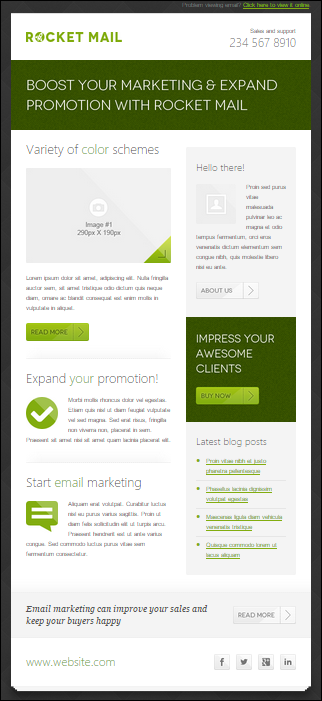 Problem viewing email? Click here to view it online
ROCKET MAIL
Sales and support
234 567 8910
BOOST YOUR MARKETING & EXPAND
PROMOTION WITH ROCKET MAIL
Variety of color schemes
Image #1
290px X 190px
Lorem ipsum dolor sit amet, adipiscing elit. Nulla fringilla
auctor sem, sit amet tristique odio dictum quis neque
diam, ornare ac blandit consequat est enim mollis in
vulputate in aliquet.
READ MORE
Expand your promotion!
Morbi mollis rhoncus dolor vel egestas.
Etiam quis nisl ut diam feugiat vulputate
vel sed magna. Sed erat risus, fringilla
non viverra non, placerat in sem.
Praesent sit amet nisi sit amet quam lacinia placerat elit.
Start email marketing
Aliquam erat volutpat. Curabitur luctus
nisl eu purus varius sagittis. Proin ut
diam felis sollicitudin elit ut turpis arcu.
Praesent hendrerit est ut ante varius
congue. Sed commodo luctus purus vitae sem
fermentum consectetur.
Hello there!
Proin sed purus
vitae
malesuada
pulvinar leo ac
magna et odio
tempus fermentum, orci eros
venenatis dictum elementum sem
congue nibh, quis molestie libero
nisi eu ante.
ABOUT US
IMPRESS YOUR
AWESOME
CLIENTS
BUY NOW
Latest blog posts
Proin vitae nibh et justo
pharetra pellentesque
Phasellus lacinia dignissim
volutpat egestas
Maecenas ligula diam vehicula
venenatis tristique
Quisque commodo lorem ut
lacus aliquam
Email marketing can improve your sales and
keep your buyers happy
READ MORE
www.website.com